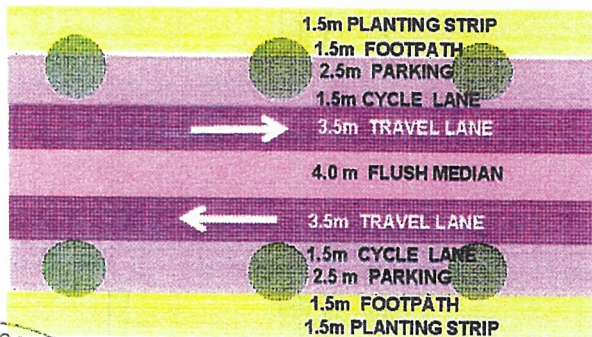 1.5m PLANTING STRIP
1.5m FOOTPATH
2.5m PARKING
1.5m CYCLE LANE
3.5m TRAVEL LANE
4.0 m FLUSH MEDIAN
3.5m TRAVEL LANE
1.5m CYCLE LANE
2.5 m PARKING
1.5m FOOTPATH
1.5m PLANTING STRIP